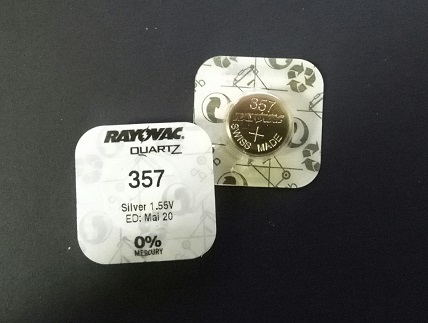 RAYOVAC
QUARTZ
357
Silver 1.55V
ED: Mai 20
0%
MERCURY
357
SWISS MADE